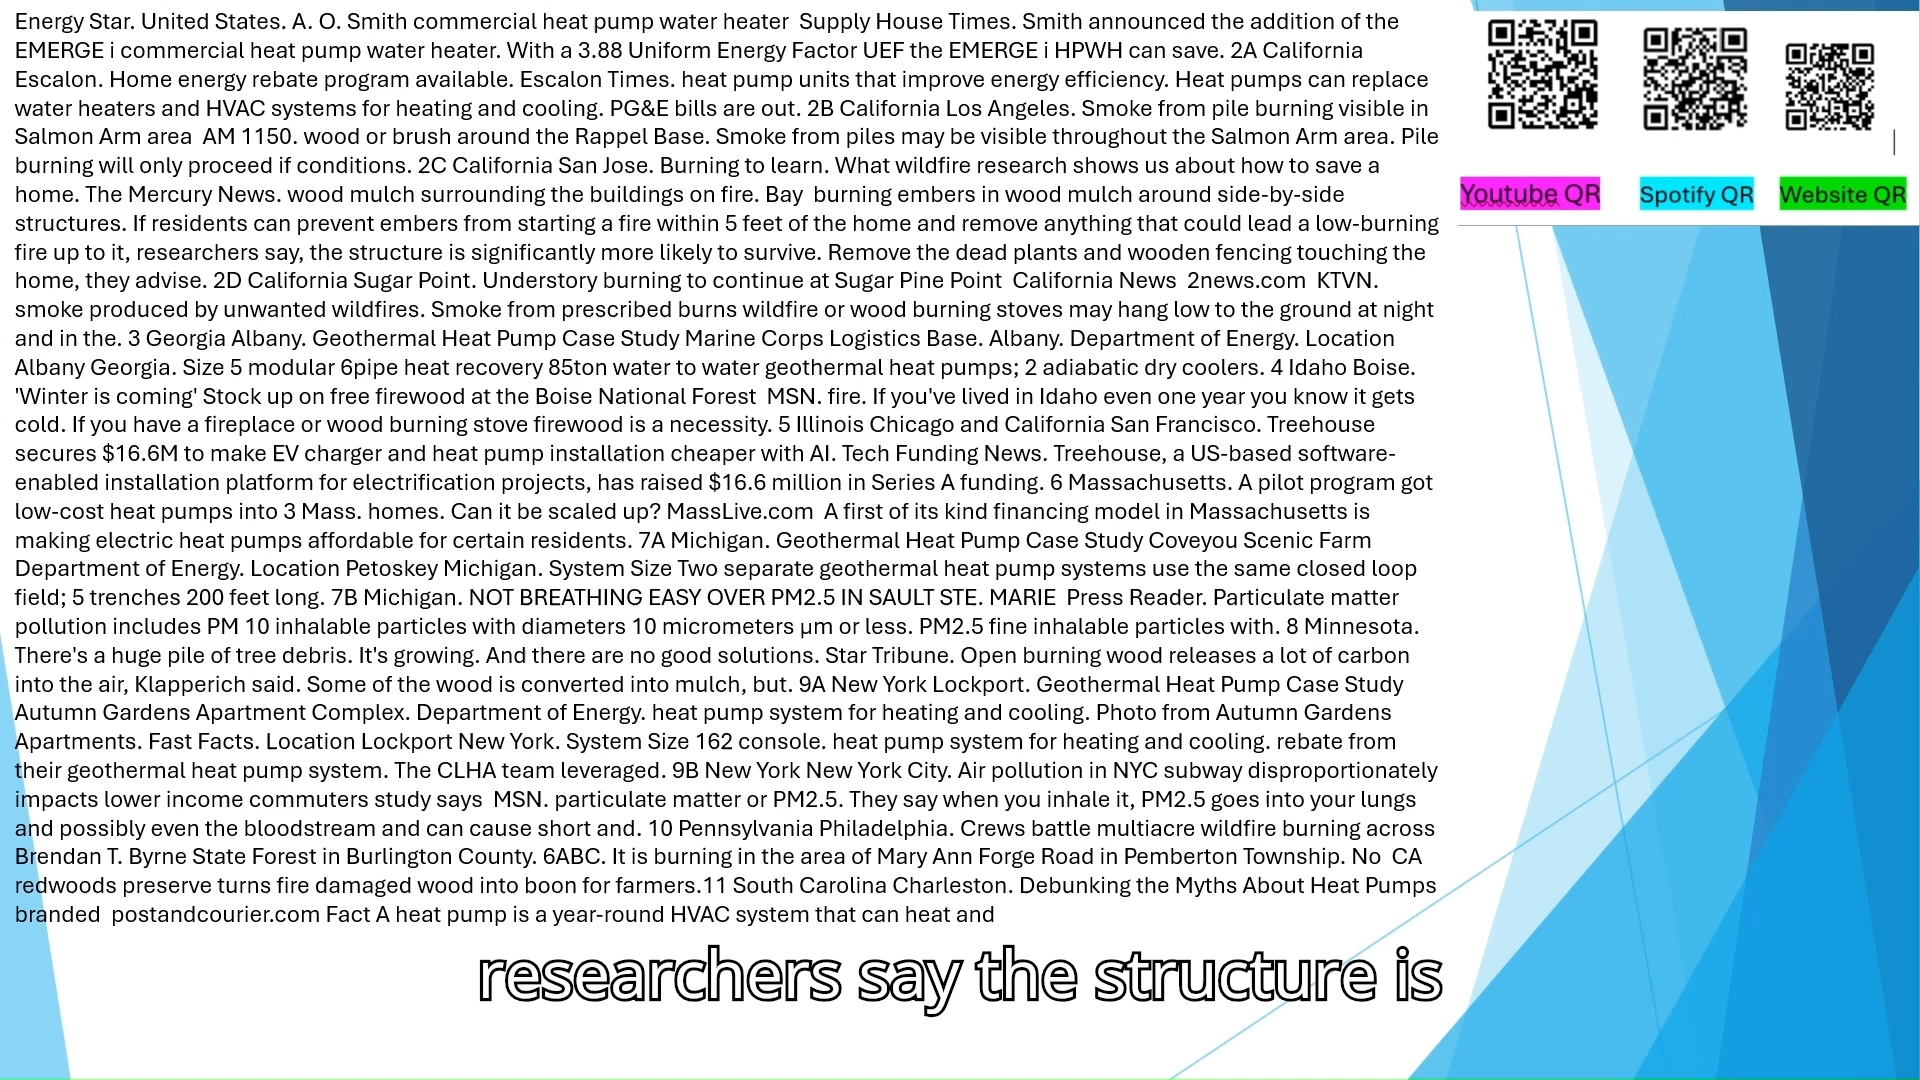 Energy Star. United States. A. O. Smith commercial heat pump water heater  Supply House Times. Smith announced the addition of the
EMERGE i commercial heat pump water heater. With a 3.88 Uniform Energy Factor UEF the EMERGE i HPWH can save. 2A California
Escalon. Home energy rebate program available. Escalon Times. heat pump units that improve energy efficiency. Heat pumps can replace
water heaters and HVAC systems for heating and cooling. PG&E bills are out. 2B California Los Angeles. Smoke from pile burning visible in
Salmon Arm area  AM 1150. wood or brush around the Rappel Base. Smoke from piles may be visible throughout the Salmon Arm area. Pile
burning will only proceed if conditions. 2C California San Jose. Burning to learn. What wildfire research shows us about how to save a
home. The Mercury News. wood mulch surrounding the buildings on fire. Bay  burning embers in wood mulch around side-by-side
structures. If residents can prevent embers from starting a fire within 5 feet of the home and remove anything that could lead a low-burning
fire up to it, researchers say, the structure is significantly more likely to survive. Remove the dead plants and wooden fencing touching the
home, they advise. 2D California Sugar Point. Understory burning to continue at Sugar Pine Point  California News  2news.com  KTVN.
smoke produced by unwanted wildfires. Smoke from prescribed burns wildfire or wood burning stoves may hang low to the ground at night
and in the. 3 Georgia Albany. Geothermal Heat Pump Case Study Marine Corps Logistics Base. Albany. Department of Energy. Location
Albany Georgia. Size 5 modular 6pipe heat recovery 85ton water to water geothermal heat pumps; 2 adiabatic dry coolers. 4 Idaho Boise.
'Winter is coming' Stock up on free firewood at the Boise National Forest  MSN. fire. If you've lived in Idaho even one year you know it gets
cold. If you have a fireplace or wood burning stove firewood is a necessity. 5 Illinois Chicago and California San Francisco. Treehouse
secures $16.6M to make EV charger and heat pump installation cheaper with AI. Tech Funding News. Treehouse, a US-based software-
enabled installation platform for electrification projects, has raised $16.6 million in Series A funding. 6 Massachusetts. A pilot program got
low-cost heat pumps into 3 Mass. homes. Can it be scaled up? MassLive.com  A first of its kind financing model in Massachusetts is
making electric heat pumps affordable for certain residents. 7A Michigan. Geothermal Heat Pump Case Study Coveyou Scenic Farm
Department of Energy. Location Petoskey Michigan. System Size Two separate geothermal heat pump systems use the same closed loop
field; 5 trenches 200 feet long. 7B Michigan. NOT BREATHING EASY OVER PM2.5 IN SAULT STE. MARIE  Press Reader. Particulate matter
pollution includes PM 10 inhalable particles with diameters 10 micrometers µm or less. PM2.5 fine inhalable particles with. 8 Minnesota.
There's a huge pile of tree debris. It's growing. And there are no good solutions. Star Tribune. Open burning wood releases a lot of carbon
into the air, Klapperich said. Some of the wood is converted into mulch, but. 9A New York Lockport. Geothermal Heat Pump Case Study
Autumn Gardens Apartment Complex. Department of Energy. heat pump system for heating and cooling. Photo from Autumn Gardens
Apartments. Fast Facts. Location Lockport New York. System Size 162 console. heat pump system for heating and cooling. rebate from
their geothermal heat pump system. The CLHA team leveraged. 9B New York New York City. Air pollution in NYC subway disproportionately
impacts lower income commuters study says  MSN. particulate matter or PM2.5. They say when you inhale it, PM2.5 goes into your lungs
and possibly even the bloodstream and can cause short and. 10 Pennsylvania Philadelphia. Crews battle multiacre wildfire burning across
Brendan T. Byrne State Forest in Burlington County. 6ABC. It is burning in the area of Mary Ann Forge Road in Pemberton Township. No  CA
redwoods preserve turns fire damaged wood into boon for farmers.11 South Carolina Charleston. Debunking the Myths About Heat Pumps
branded  postandcourier.com Fact A heat pump is a year-round HVAC system that can heat and
Youtube QR
Spotify QR
Website QR
researchers say the structure is